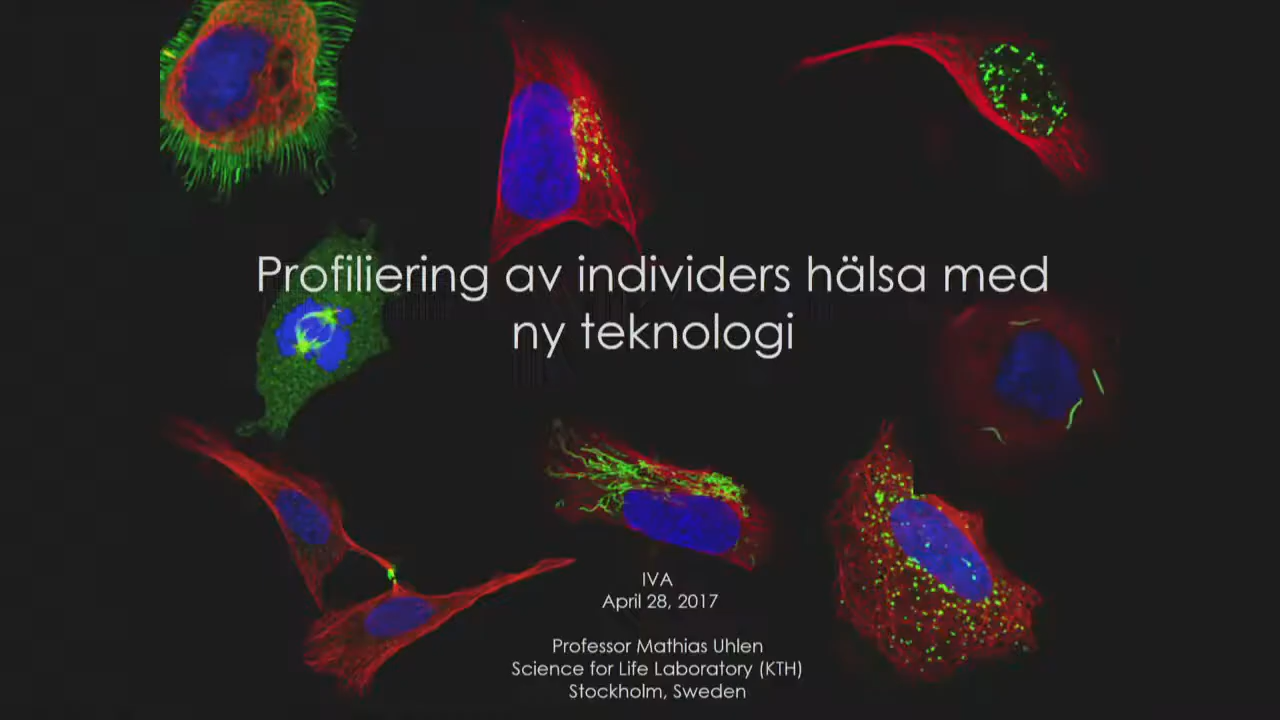 Profiliering av individers hälsa med
ny teknologi
IVA
April 28, 2017
Professor Mathias Uhlen
Science for Life Laboratory (KTH)
Stockholm, Sweden